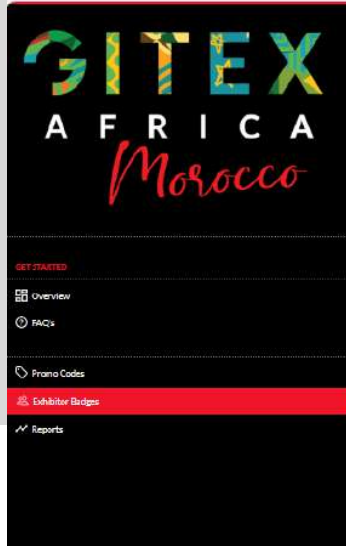 GITEX
AFRICA
Morocco
GET STARTED
Overview
FAQ's
Promo Codes
Exhibitor Badges
Reports